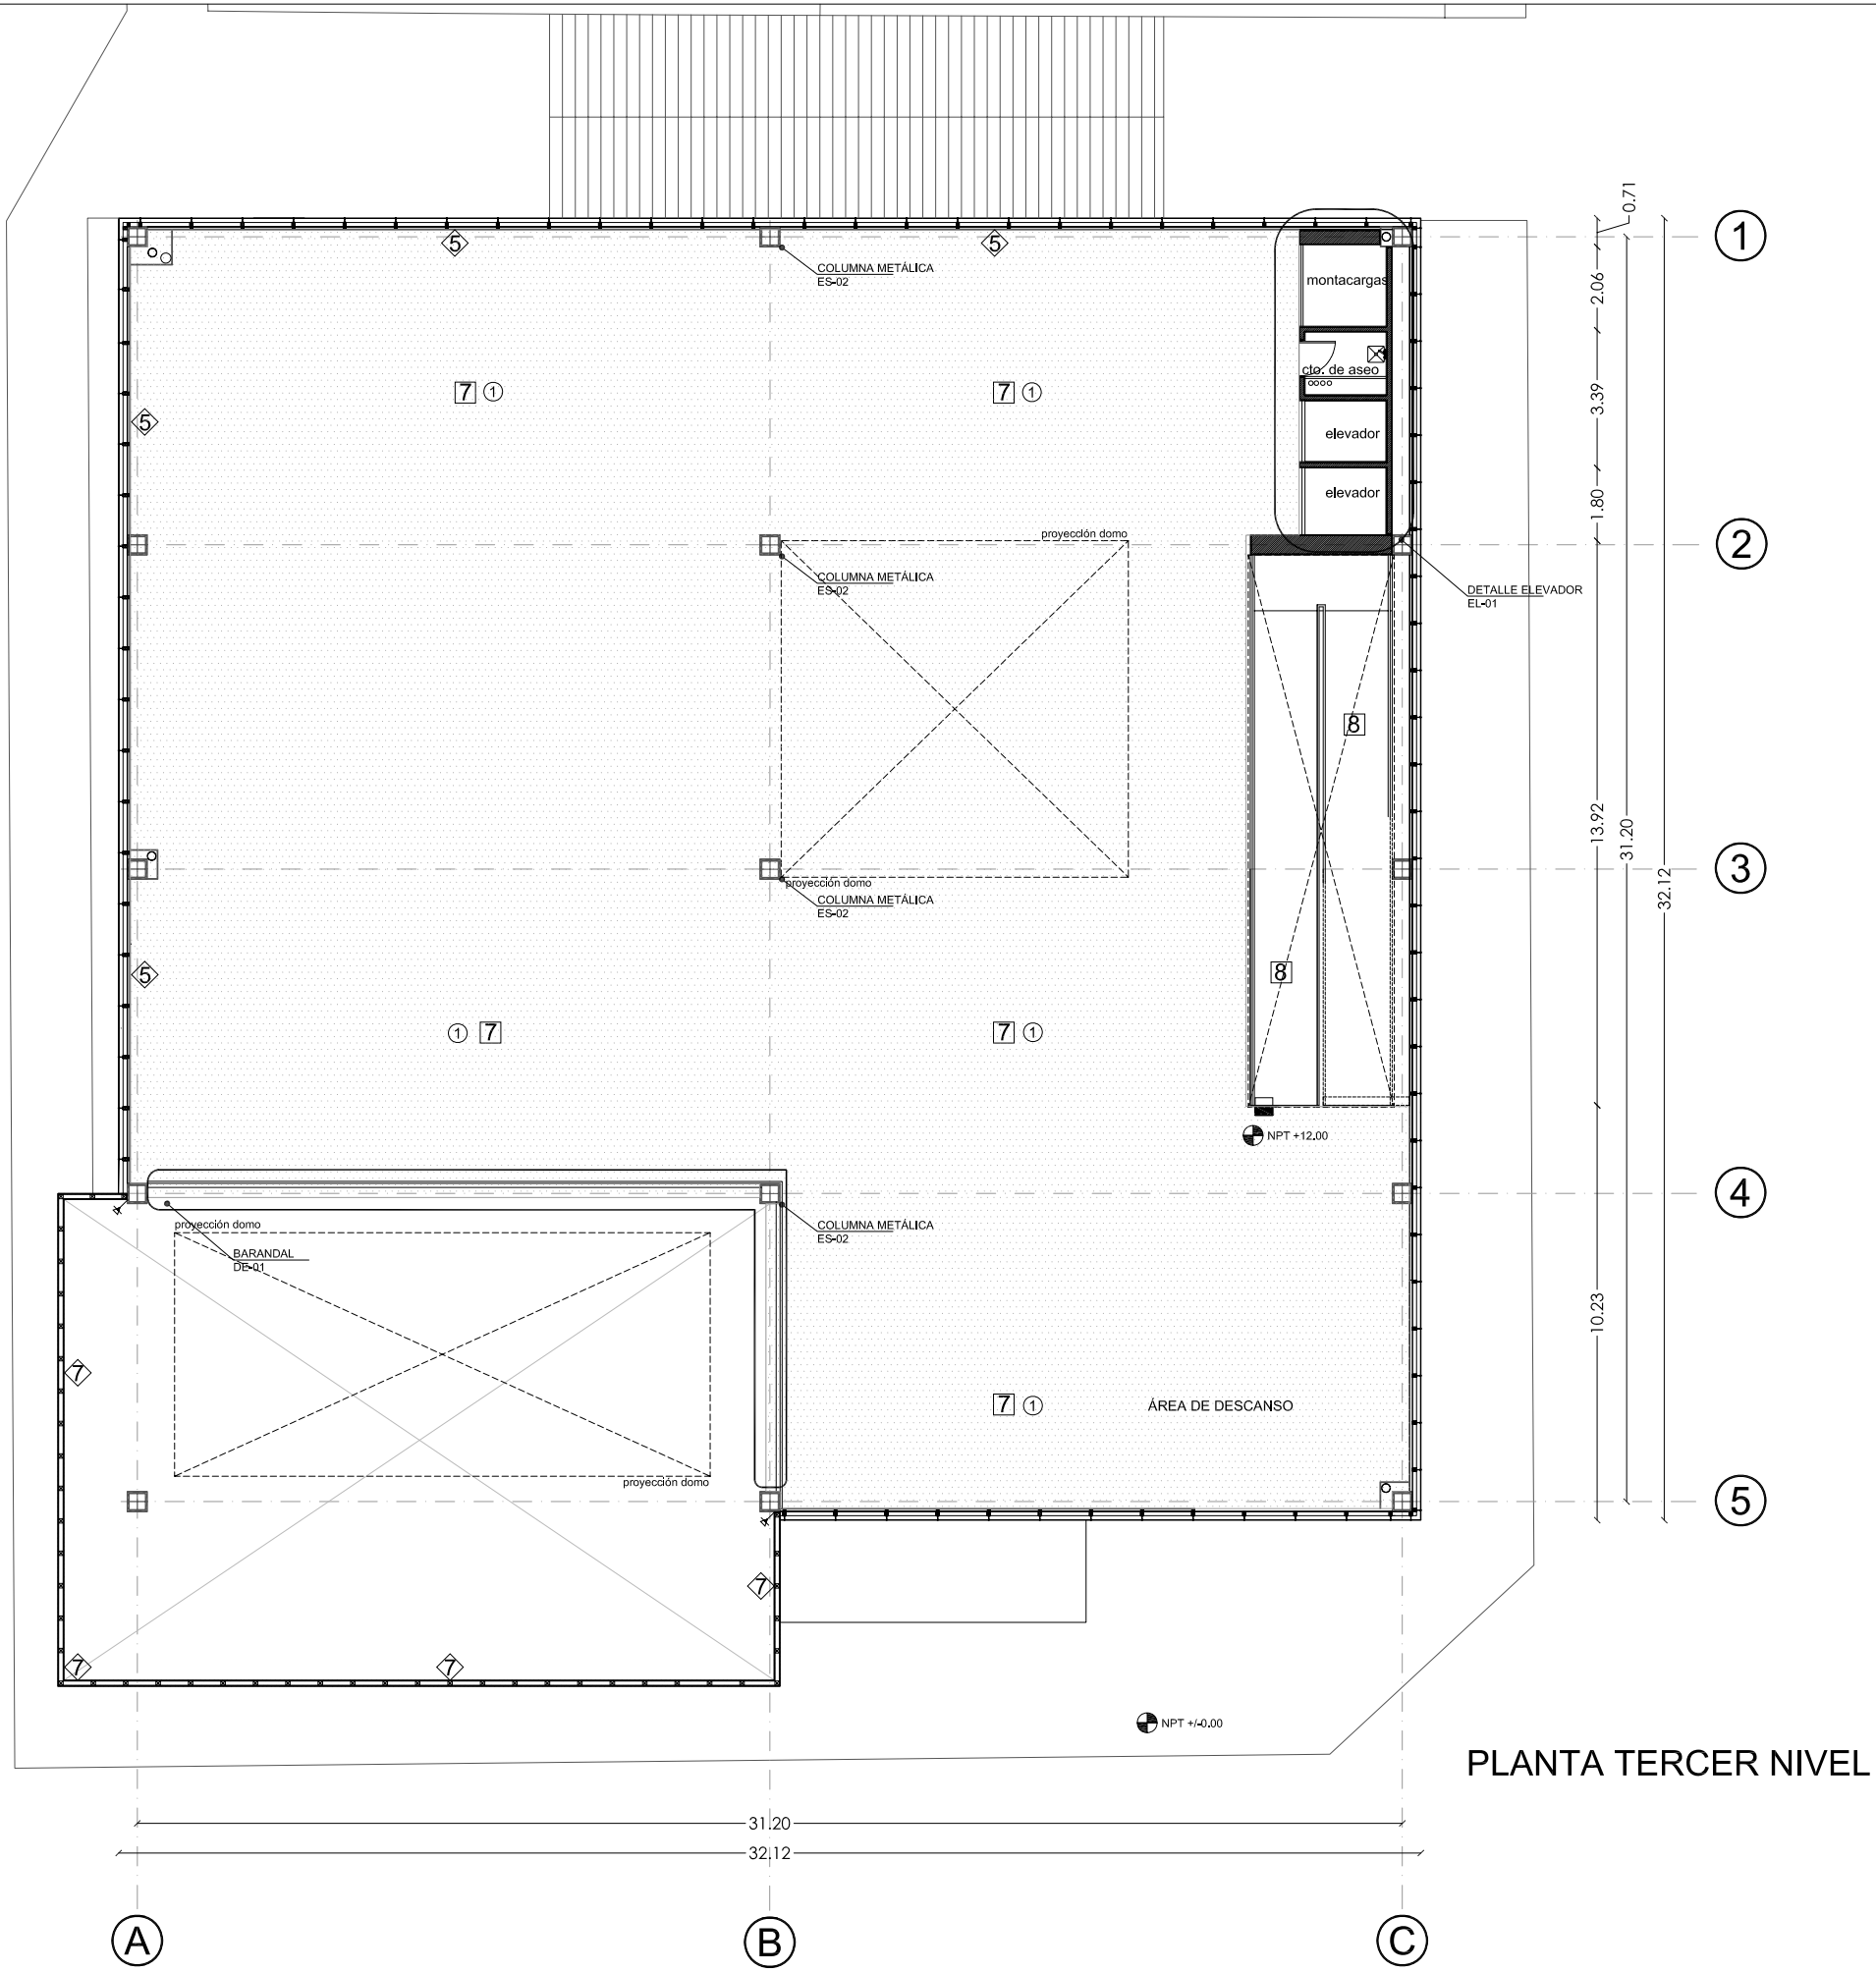 0.71
1
5
5
COLUMNA METÁLICA
ES-02
montacargas
2.06
7 1
7 1
cto. de aseo
3.39
5
elevador
elevador
1.80
2
proyección domo
COLUMNA METÁLICA
ES-02
DETALLE ELEVADOR
EL-01
8
13.92
31.20
32.12
3
proyección domo
COLUMNA METÁLICA
ES-02
5
8
1 7
7 1
NPT +12.00
4
proyección domo
COLUMNA METÁLICA
ES-02
BARANDAL
DE-01
10.23
7
7 1
ÁREA DE DESCANSO
proyección domo
5
7
7
7
NPT +/-0.00
PLANTA TERCER NIVEL
31.20
32.12
A
B
C